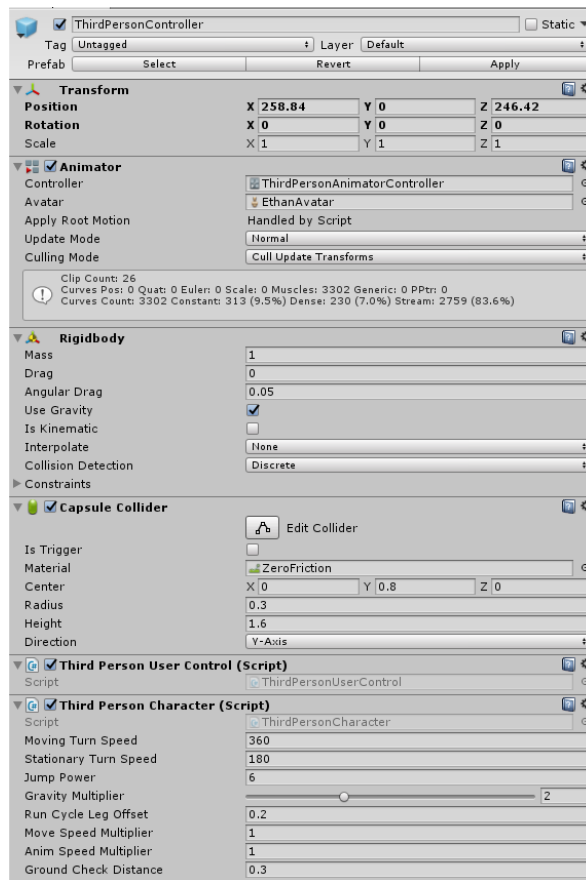 ThirdPersonController Static
Tag Untagged Layer Default
Prefab Select Revert Apply
Transform
Position X 258.84 Y 0 Z 246.42
Rotation X 0 Y 0 Z 0
Scale X 1 Y 1 Z 1
Animator
Controller ThirdPersonAnimatorController
Avatar EthanAvatar
Apply Root Motion Handled by Script
Update Mode Normal
Culling Mode Cull Update Transforms
Clip Count: 26
Curves Pos: 0 Quat: 0 Euler: 0 Scale: 0 Muscles: 3302 Generic: 0 PPtr: 0
Curves Count: 3302 Constant: 313 (9.5%) Dense: 230 (7.0%) Stream: 2759 (83.6%)
Rigidbody
Mass 1
Drag 0
Angular Drag 0.05
Use Gravity
Is Kinematic
Interpolate None
Collision Detection Discrete
Constraints
Capsule Collider
Edit Collider
Is Trigger
Material ZeroFriction
Center X 0 Y 0.8 Z 0
Radius 0.3
Height 1.6
Direction Y-Axis
Third Person User Control (Script)
Script ThirdPersonUserControl
Third Person Character (Script)
Script ThirdPersonCharacter
Moving Turn Speed 360
Stationary Turn Speed 180
Jump Power 6
Gravity Multiplier 2
Run Cycle Leg Offset 0.2
Move Speed Multiplier 1
Anim Speed Multiplier 1
Ground Check Distance 0.3